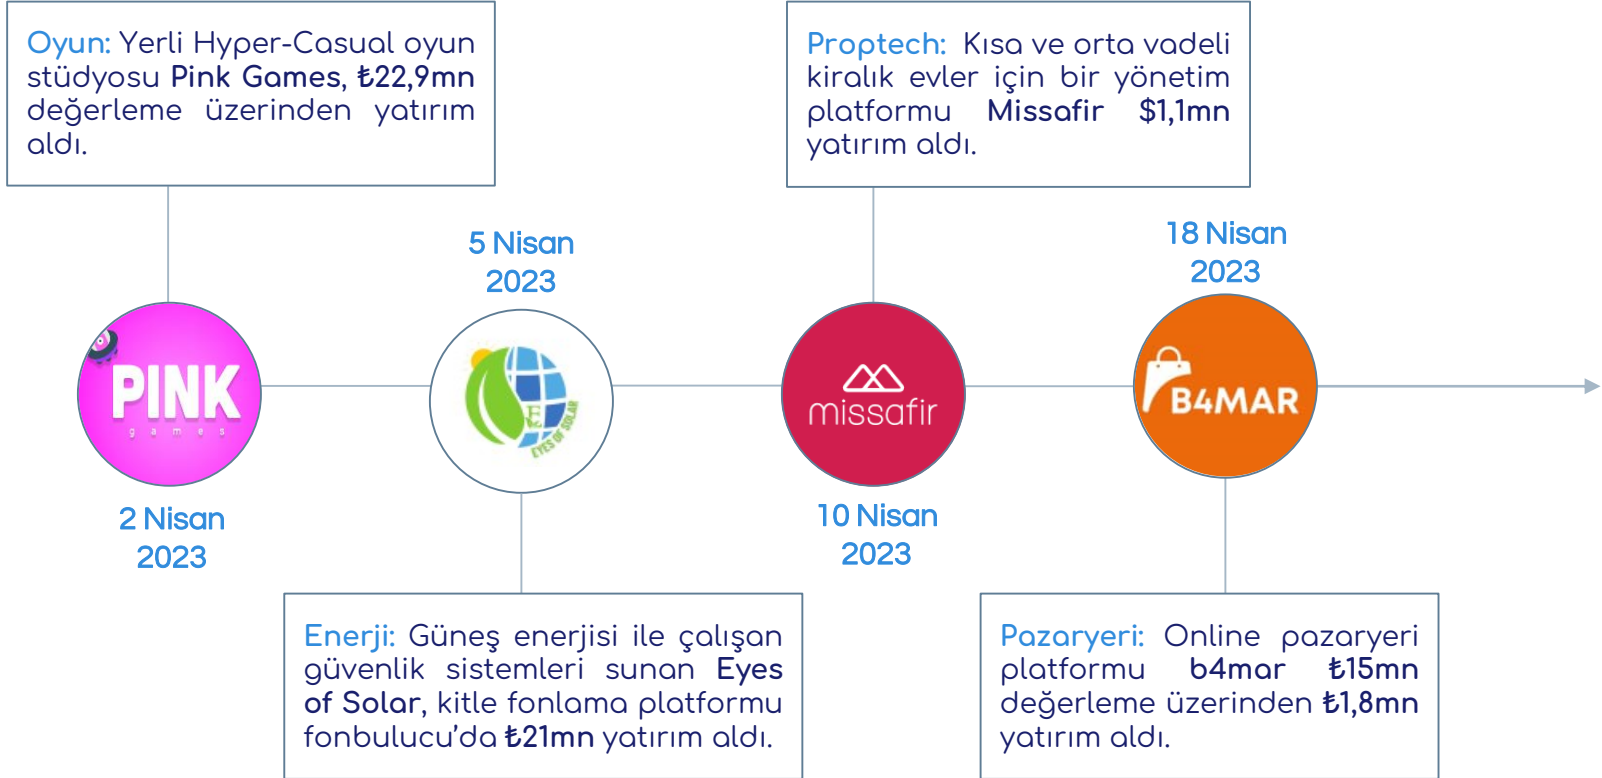 Oyun: Yerli Hyper-Casual oyun
stüdyosu Pink Games, ₺22,9mn
değerleme üzerinden yatırım
aldı.
Proptech: Kısa ve orta vadeli
kiralık evler için bir yönetim
platformu Missafir $1,1mn
yatırım aldı.
5 Nisan
2023
18 Nisan
2023
PINK
games
EYES OF SOLAR
missafir
B4MAR
2 Nisan
2023
10 Nisan
2023
Enerji: Güneş enerjisi ile çalışan
güvenlik sistemleri sunan Eyes
of Solar, kitle fonlama platformu
fonbulucu’da ₺21mn yatırım aldı.
Pazaryeri: Online pazaryeri
platformu b4mar ₺15mn
değerleme üzerinden ₺1,8mn
yatırım aldı.